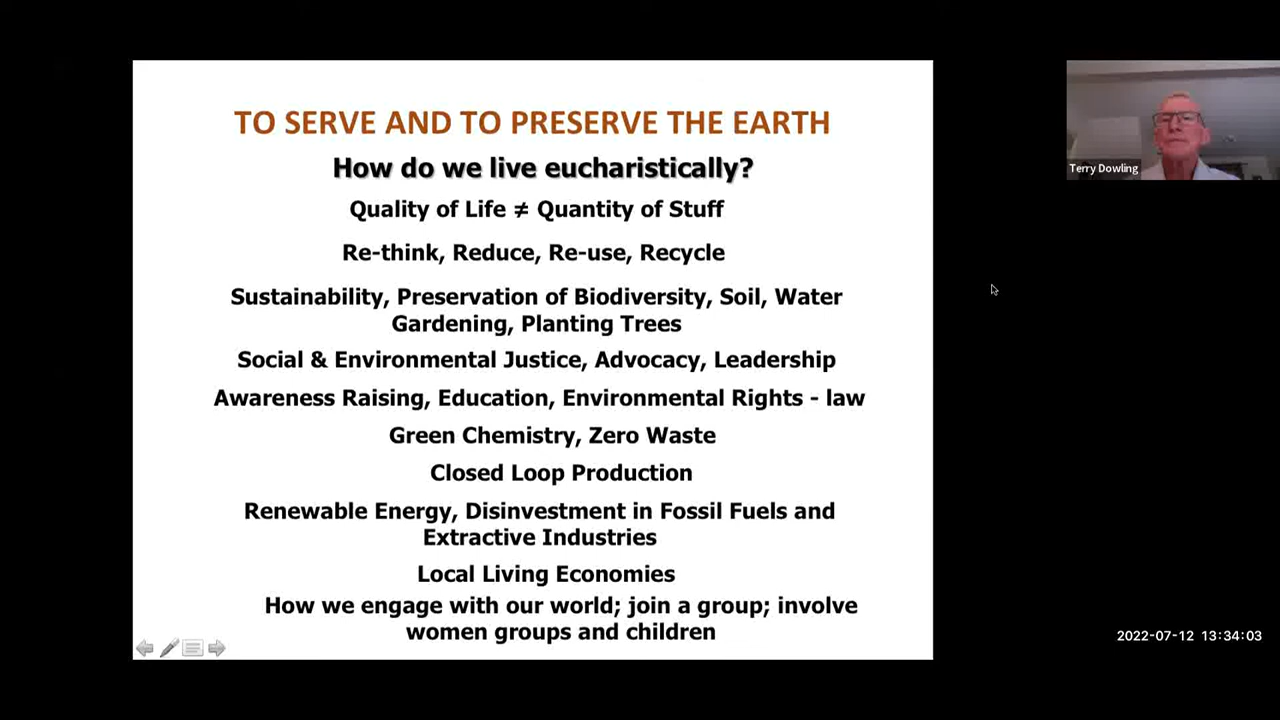 TO SERVE AND TO PRESERVE THE EARTH
How do we live eucharistically?
Quality of Life ≠ Quantity of Stuff
Re-think, Reduce, Re-use, Recycle
Sustainability, Preservation of Biodiversity, Soil, Water
Gardening, Planting Trees
Social & Environmental Justice, Advocacy, Leadership
Awareness Raising, Education, Environmental Rights - law
Green Chemistry, Zero Waste
Closed Loop Production
Renewable Energy, Disinvestment in Fossil Fuels and
Extractive Industries
Local Living Economies
How we engage with our world; join a group; involve
women groups and children
Terry Dowling
2022-07-12 13:34:03